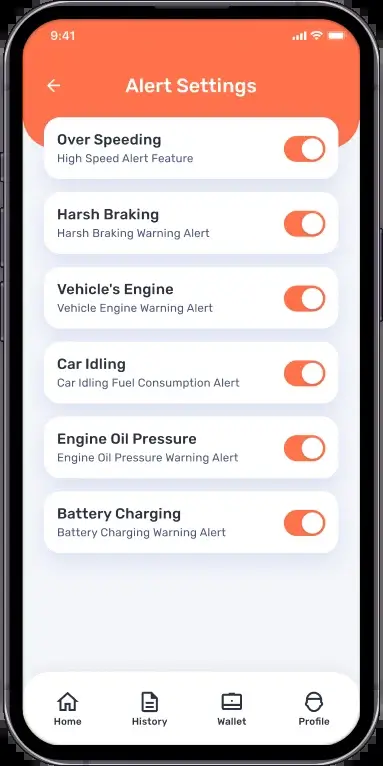 9:41
Alert Settings
Over Speeding
High Speed Alert Feature
Harsh Braking
Harsh Braking Warning Alert
Vehicle's Engine
Vehicle Engine Warning Alert
Car Idling
Car Idling Fuel Consumption Alert
Engine Oil Pressure
Engine Oil Pressure Warning Alert
Battery Charging
Battery Charging Warning Alert
Home History Wallet Profile